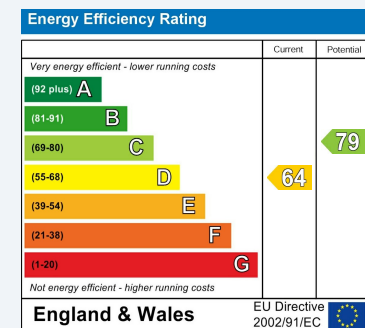 Energy Efficiency Rating
Current Potential
Very energy efficient - lower running costs
(92 plus) A
(81-91) B
(69-80) C
79
(55-68) D
64
(39-54) E
(21-38) F
(1-20) G
Not energy efficient - higher running costs
England & Wales
EU Directive
2002/91/EC